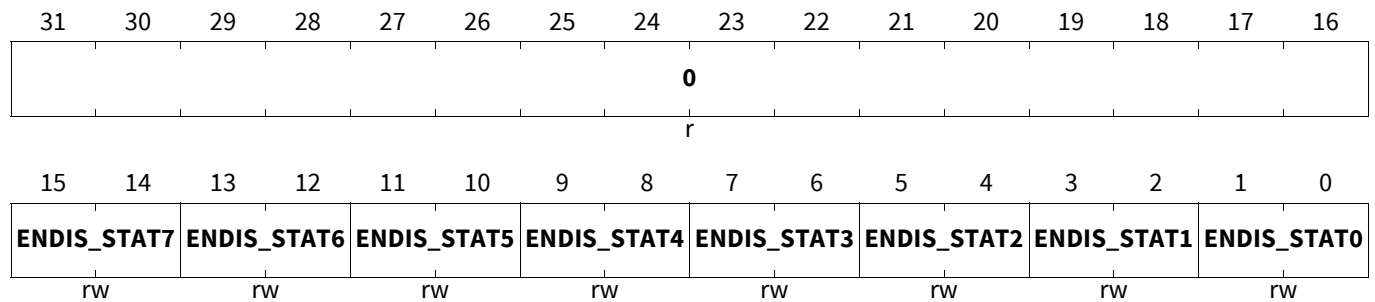 31 30 29 28 27 26 25 24 23 22 21 20 19 18 17 16
0
r
15 14 13 12 11 10 9 8 7 6 5 4 3 2 1 0
ENDIS_STAT7 ENDIS_STAT6 ENDIS_STAT5 ENDIS_STAT4 ENDIS_STAT3 ENDIS_STAT2 ENDIS_STAT1 ENDIS_STAT0
rw rw rw rw rw rw rw rw